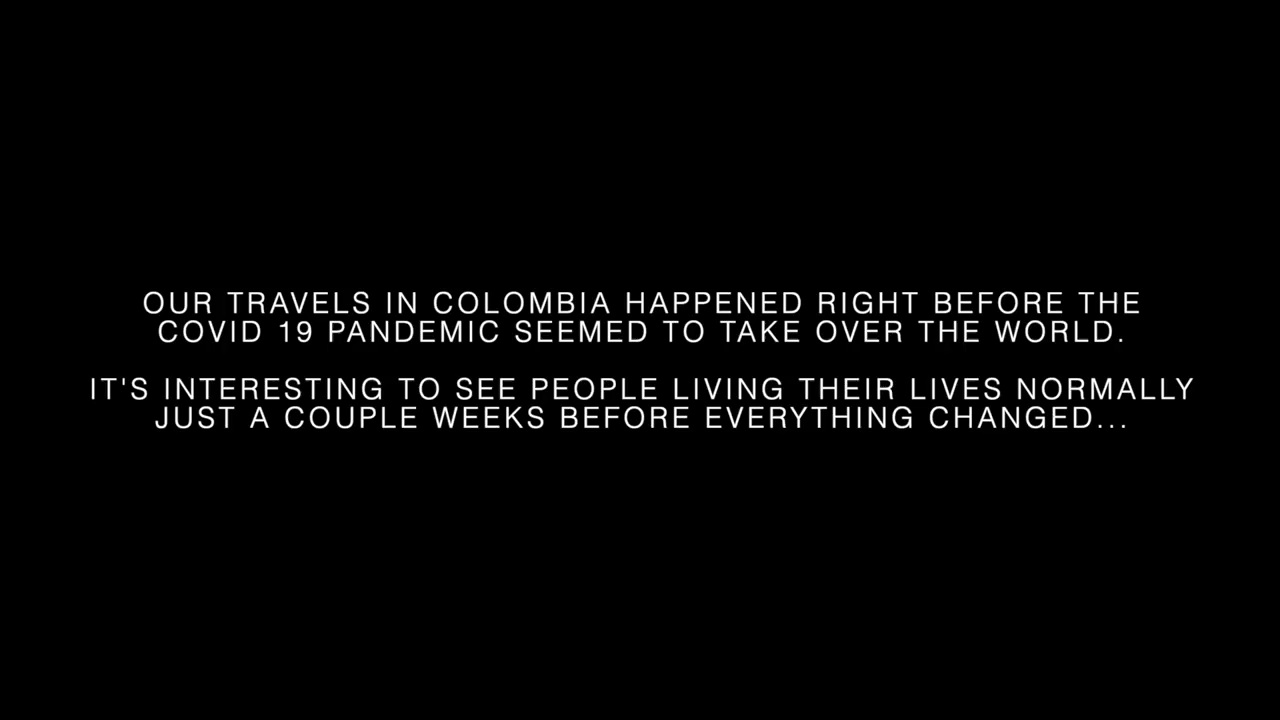 OUR TRAVELS IN COLOMBIA HAPPENED RIGHT BEFORE THE
COVID 19 PANDEMIC SEEMED TO TAKE OVER THE WORLD.
IT'S INTERESTING TO SEE PEOPLE LIVING THEIR LIVES NORMALLY
JUST A COUPLE WEEKS BEFORE EVERYTHING CHANGED...